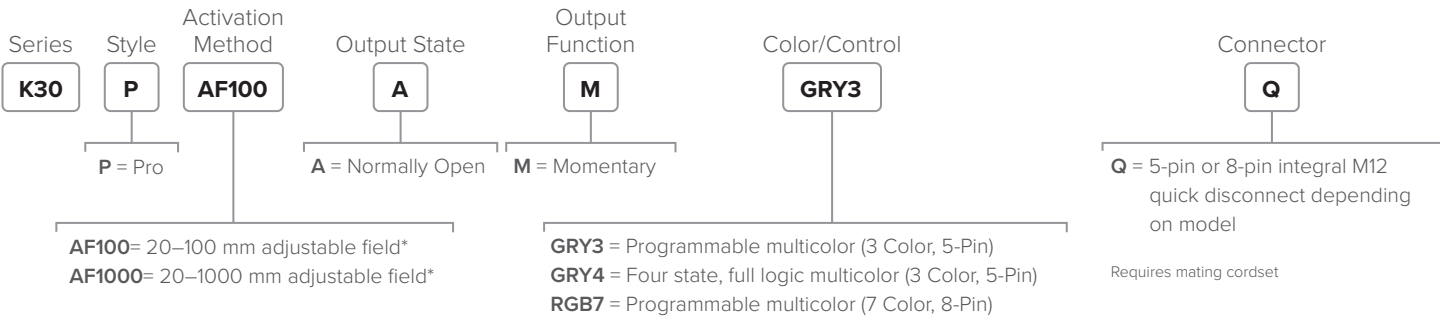 Series
Style
Activation
Method
Output State
Output
Function
Color/Control
Connector
K30
P
AF100
A
M
GRY3
Q
P = Pro
A = Normally Open
M = Momentary
Q = 5-pin or 8-pin integral M12
quick disconnect depending
on model
AF100= 20–100 mm adjustable field*
AF1000= 20–1000 mm adjustable field*
GRY3 = Programmable multicolor (3 Color, 5-Pin)
GRY4 = Four state, full logic multicolor (3 Color, 5-Pin)
RGB7 = Programmable multicolor (7 Color, 8-Pin)
Requires mating cordset